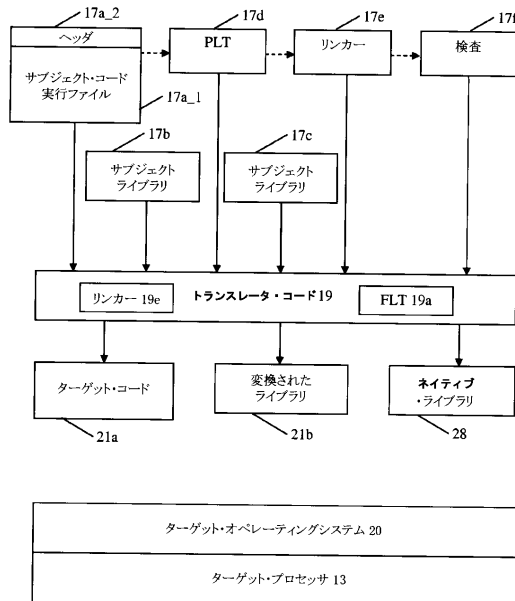 17a_2
17d
17e
17f
ヘッダ
PLT
リンカー
検査
サブジェクト・コード
実行ファイル
17a_1
17b
17c
サブジェクト
ライブラリ
サブジェクト
ライブラリ
リンカー 19e
トランスレータ・コード 19
FLT 19a
ターゲット・コード
変換された
ライブラリ
ネイティブ
・ライブラリ
21a
21b
28
ターゲット・オペレーティングシステム 20
ターゲット・プロセッサ 13